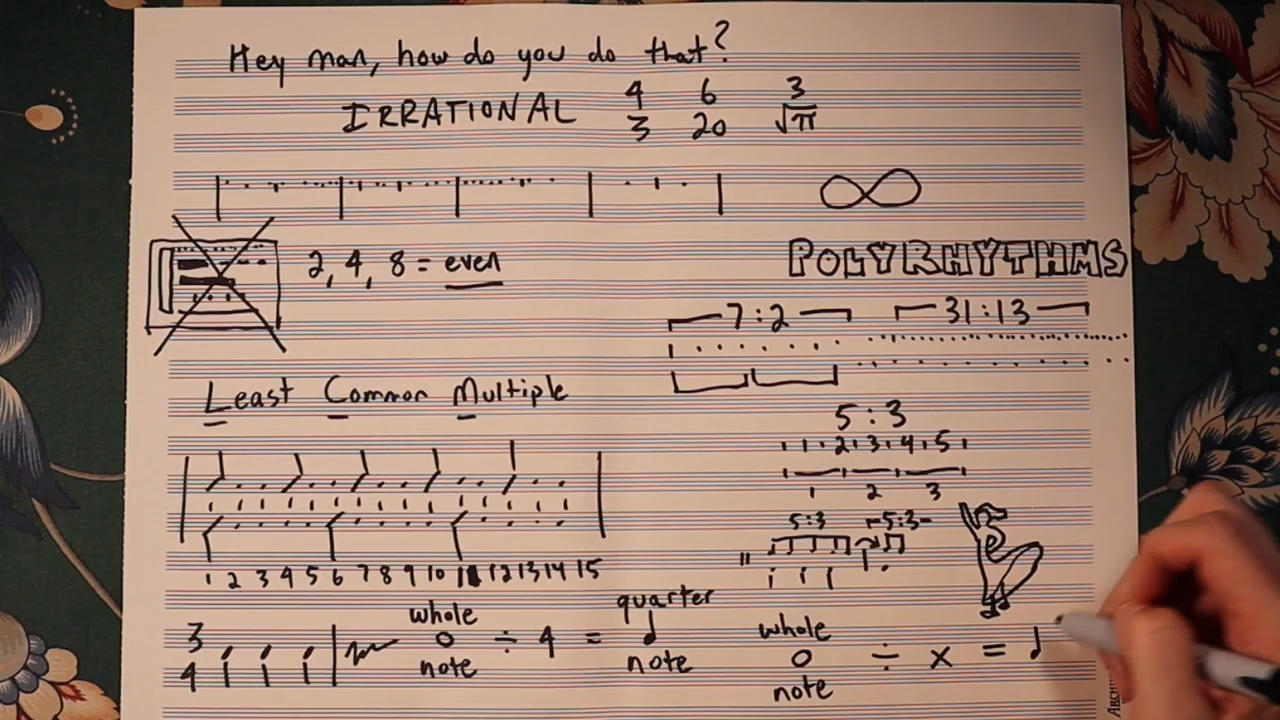 Hey man, how do you do that?
IRRATIONAL 4 6 3
3 20 √π
2, 4, 8 = even
POLYRHYTHMS
7:2 31:13
Least Common Multiple
5:3
1 2 3 4 5
1 2 3
5:3 5:3
1 2 3 4 5 6 7 8 9 10 11 12 13 14 15
whole quarter whole
3
4
÷ 4 = ÷ x =
note note note